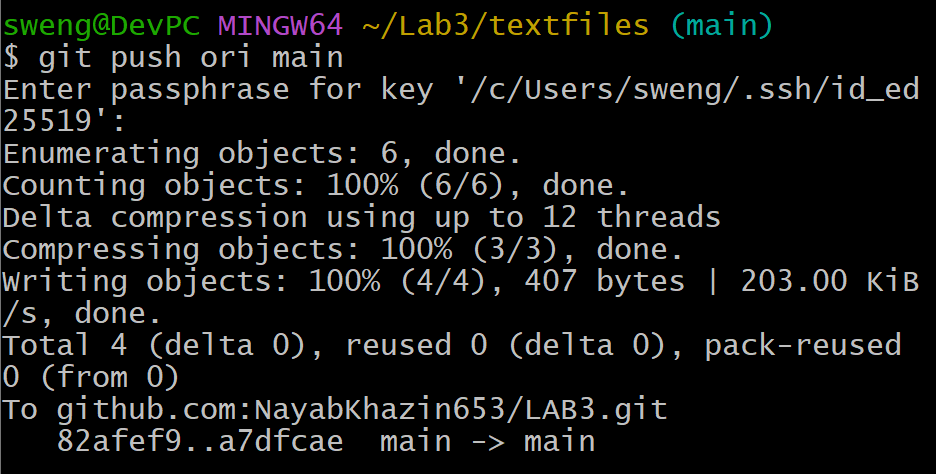 sweng@DevPC MINGW64 ~/Lab3/textfiles (main)
$ git push ori main
Enter passphrase for key '/c/Users/sweng/.ssh/id_ed
25519':
Enumerating objects: 6, done.
Counting objects: 100% (6/6), done.
Delta compression using up to 12 threads
Compressing objects: 100% (3/3), done.
Writing objects: 100% (4/4), 407 bytes | 203.00 KiB
/s, done.
Total 4 (delta 0), reused 0 (delta 0), pack-reused
0 (from 0)
To github.com:NayabKhazin653/LAB3.git
   82afef9..a7dfcae  main -> main